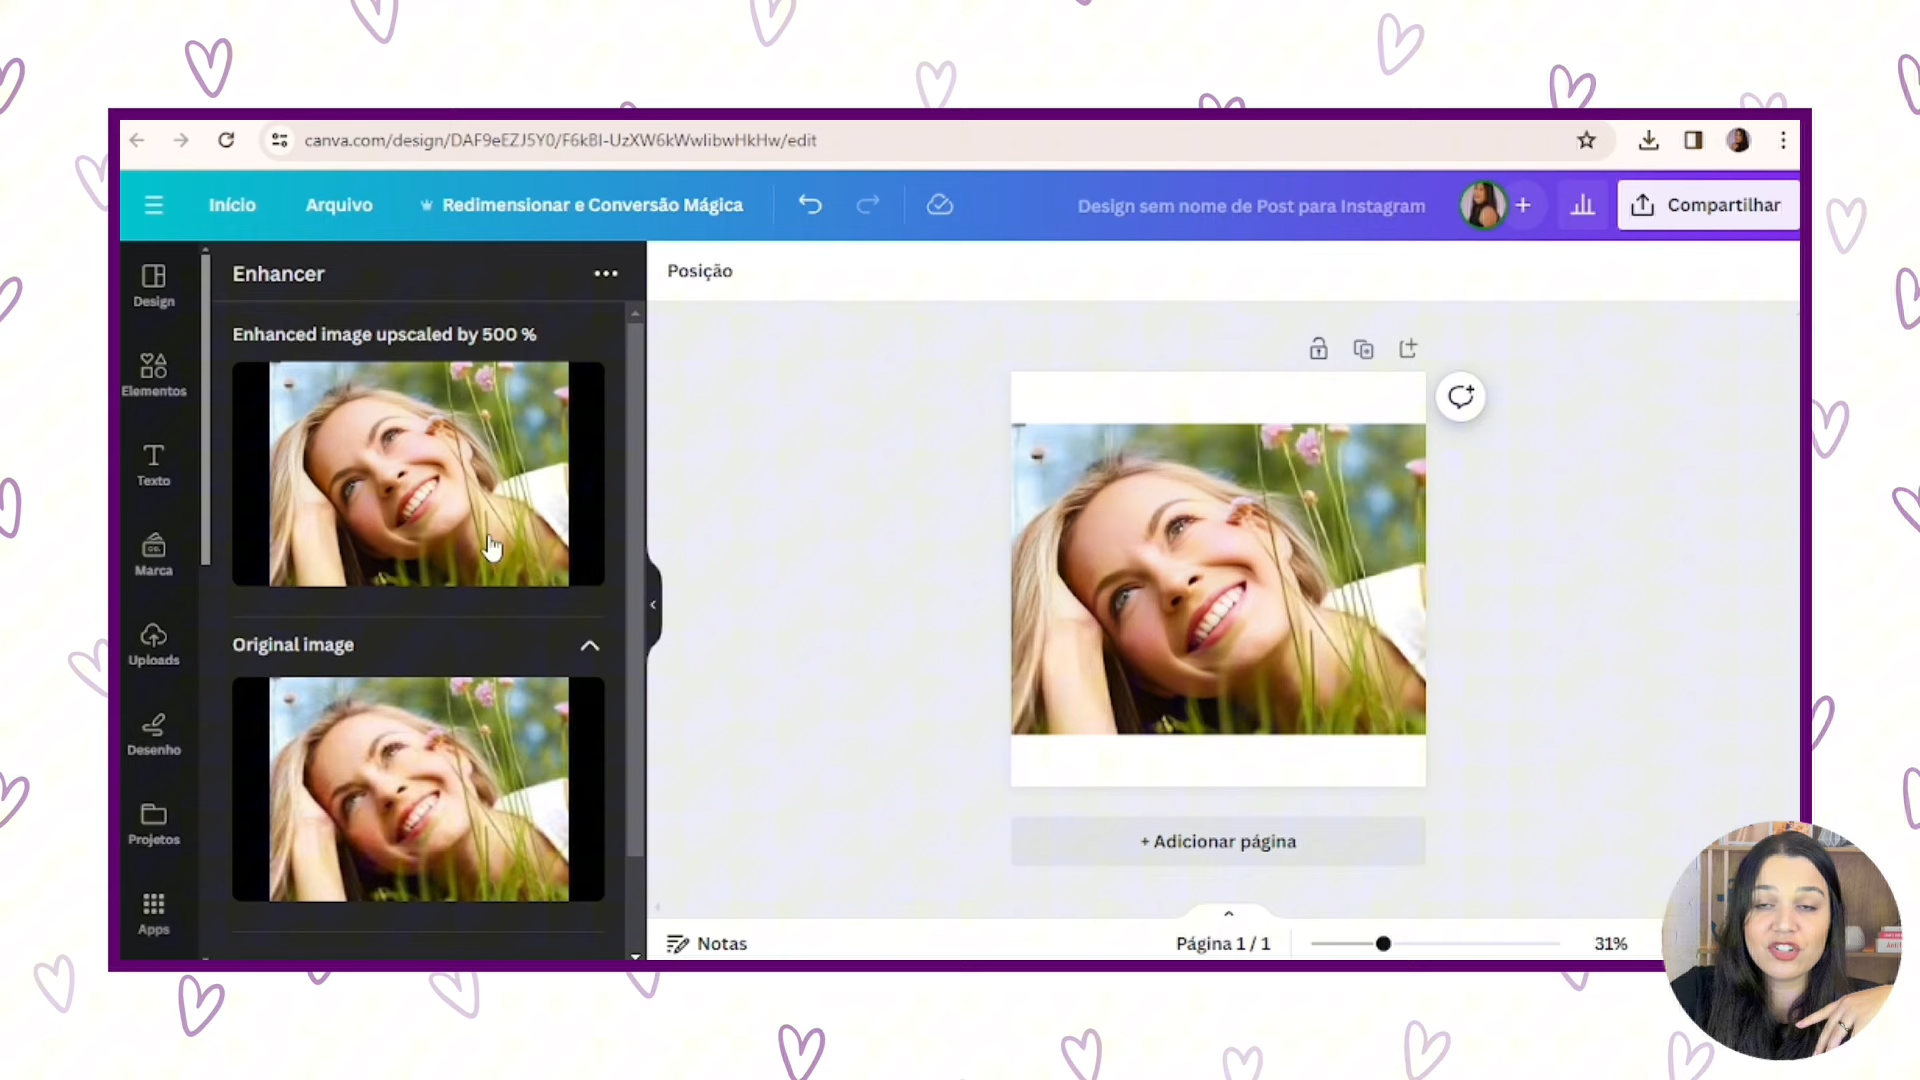 canva.com/design/DAF9eEZJ5Y0/F6kBI-UzXW6kWwlibwHkHw/edit
Início
Arquivo
Redimensionar e Conversão Mágica
Design sem nome de Post para Instagram
Compartilhar
Design
Elementos
Texto
Marca
Uploads
Desenho
Projetos
Apps
Enhancer
Enhanced image upscaled by 500 %
Original image
Posição
+ Adicionar página
Notas
Página 1 / 1
31%